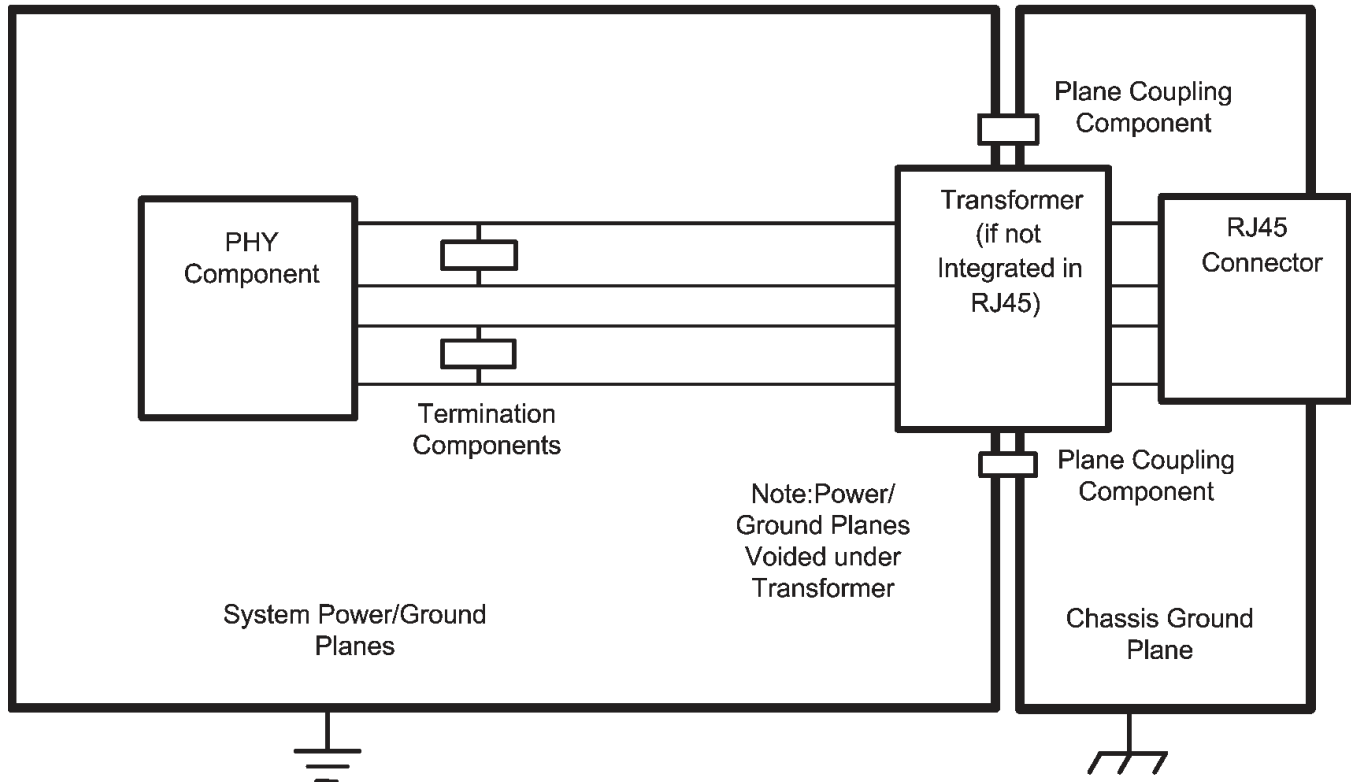 Plane Coupling
Component
PHY
Component
Transformer
(if not
Integrated in
RJ45)
RJ45
Connector
Termination
Components
Plane Coupling
Component
Note:Power/
Ground Planes
Voided under
Transformer
System Power/Ground
Planes
Chassis Ground
Plane